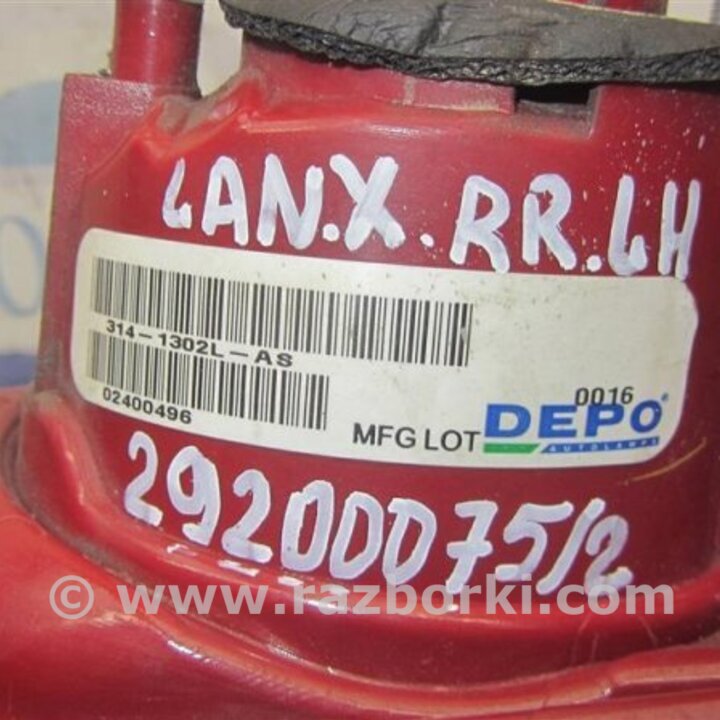 LAN.X.RR.LH
314-1302L-AS
02400496
0016
MFG LOT
DEPO®
AUTOLAMPS
29200075/2
© www.razborki.com